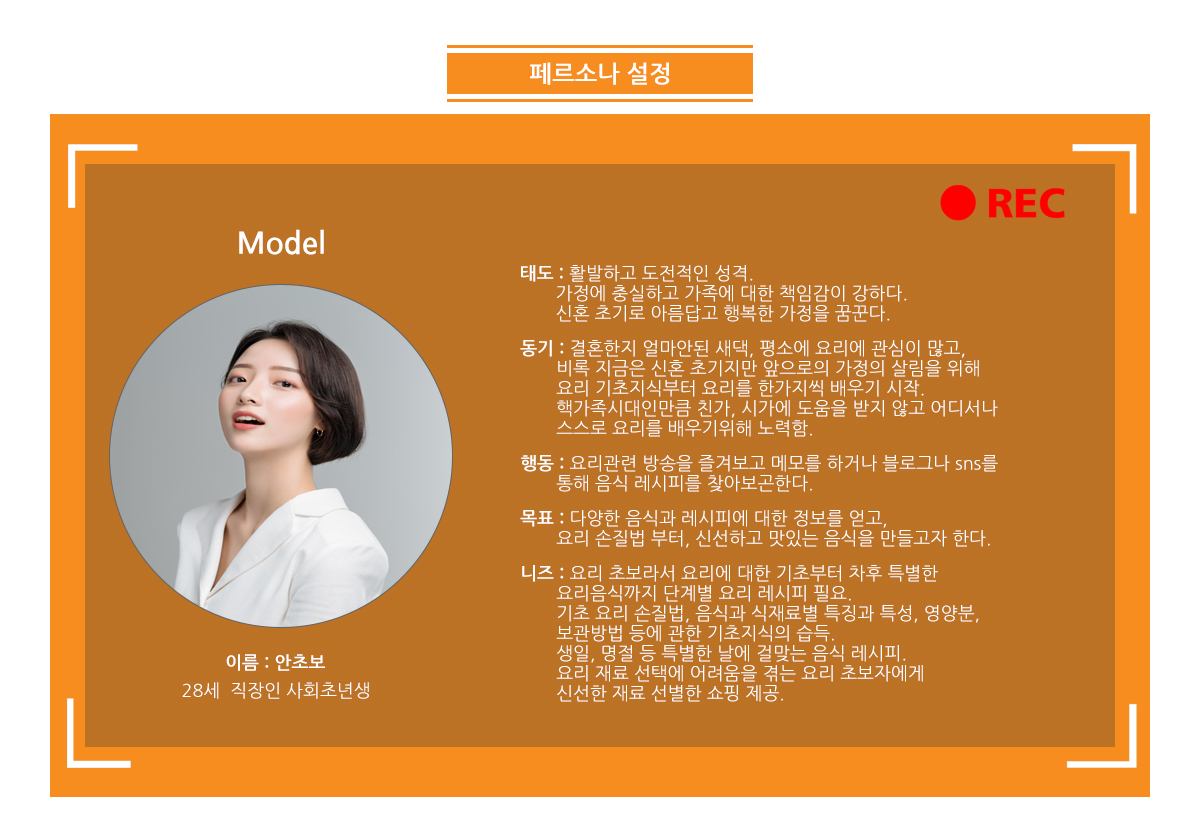 페르소나 설정
REC
Model
이름 : 안초보
28세 직장인 사회초년생
태도 : 활발하고 도전적인 성격.
가정에 충실하고 가족에 대한 책임감이 강하다.
신혼 초기로 아름답고 행복한 가정을 꿈꾼다.
동기 : 결혼한지 얼마안된 새댁, 평소에 요리에 관심이 많고,
비록 지금은 신혼 초기지만 앞으로의 가정의 살림을 위해
요리 기초지식부터 요리를 한가지씩 배우기 시작.
핵가족시대인만큼 친가, 시가에 도움을 받지 않고 어디서나
스스로 요리를 배우기위해 노력함.
행동 : 요리관련 방송을 즐겨보고 메모를 하거나 블로그나 sns를
통해 음식 레시피를 찾아보곤한다.
목표 : 다양한 음식과 레시피에 대한 정보를 얻고,
요리 손질법 부터, 신선하고 맛있는 음식을 만들고자 한다.
니즈 : 요리 초보라서 요리에 대한 기초부터 차후 특별한
요리음식까지 단계별 요리 레시피 필요.
기초 요리 손질법, 음식과 식재료별 특징과 특성, 영양분,
보관방법 등에 관한 기초지식의 습득.
생일, 명절 등 특별한 날에 걸맞는 음식 레시피.
요리 재료 선택에 어려움을 겪는 요리 초보자에게
신선한 재료 선별한 쇼핑 제공.